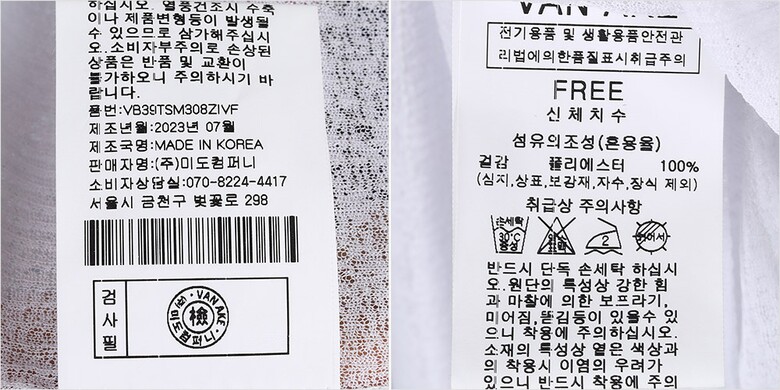 하십시오. 열풍건조시 수축
이나 제품변형등이 발생될
수 있으므로 삼가해주십시
오.소비자부주의로 손상된
상품은 반품 및 교환이
불가하오니 주의하시기 바
랍니다.
품번:VB39TSM308ZIVF
제조년월:2023년 07월
제조국명:MADE IN KOREA
판매자명:(주)미도컴퍼니
소비자상담실:070-8224-4417
서울시 금천구 벚꽃로 298
검사필
㈜·VAN AKE·미도컴퍼니
檢
VAN AKE
전기용품 및 생활용품안전관
리법에의한품질표시취급주의
FREE
신체치수
섬유의조성(혼용율)
겉감 폴리에스터 100%
(심지,상표,보강재,자수,장식 제외)
취급상 주의사항
손세탁
30°C
중성
2
드라이
반드시 단독 손세탁 하십시
오.원단의 특성상 강한 힘
과 마찰에 의한 보프라기,
미어짐,뜯김등이 있을수 있
으니 착용에 주의하십시오.
소재의 특성상 옅은 색상과
의 착용시 이염의 우려가
있으니 반드시 착용에 주의